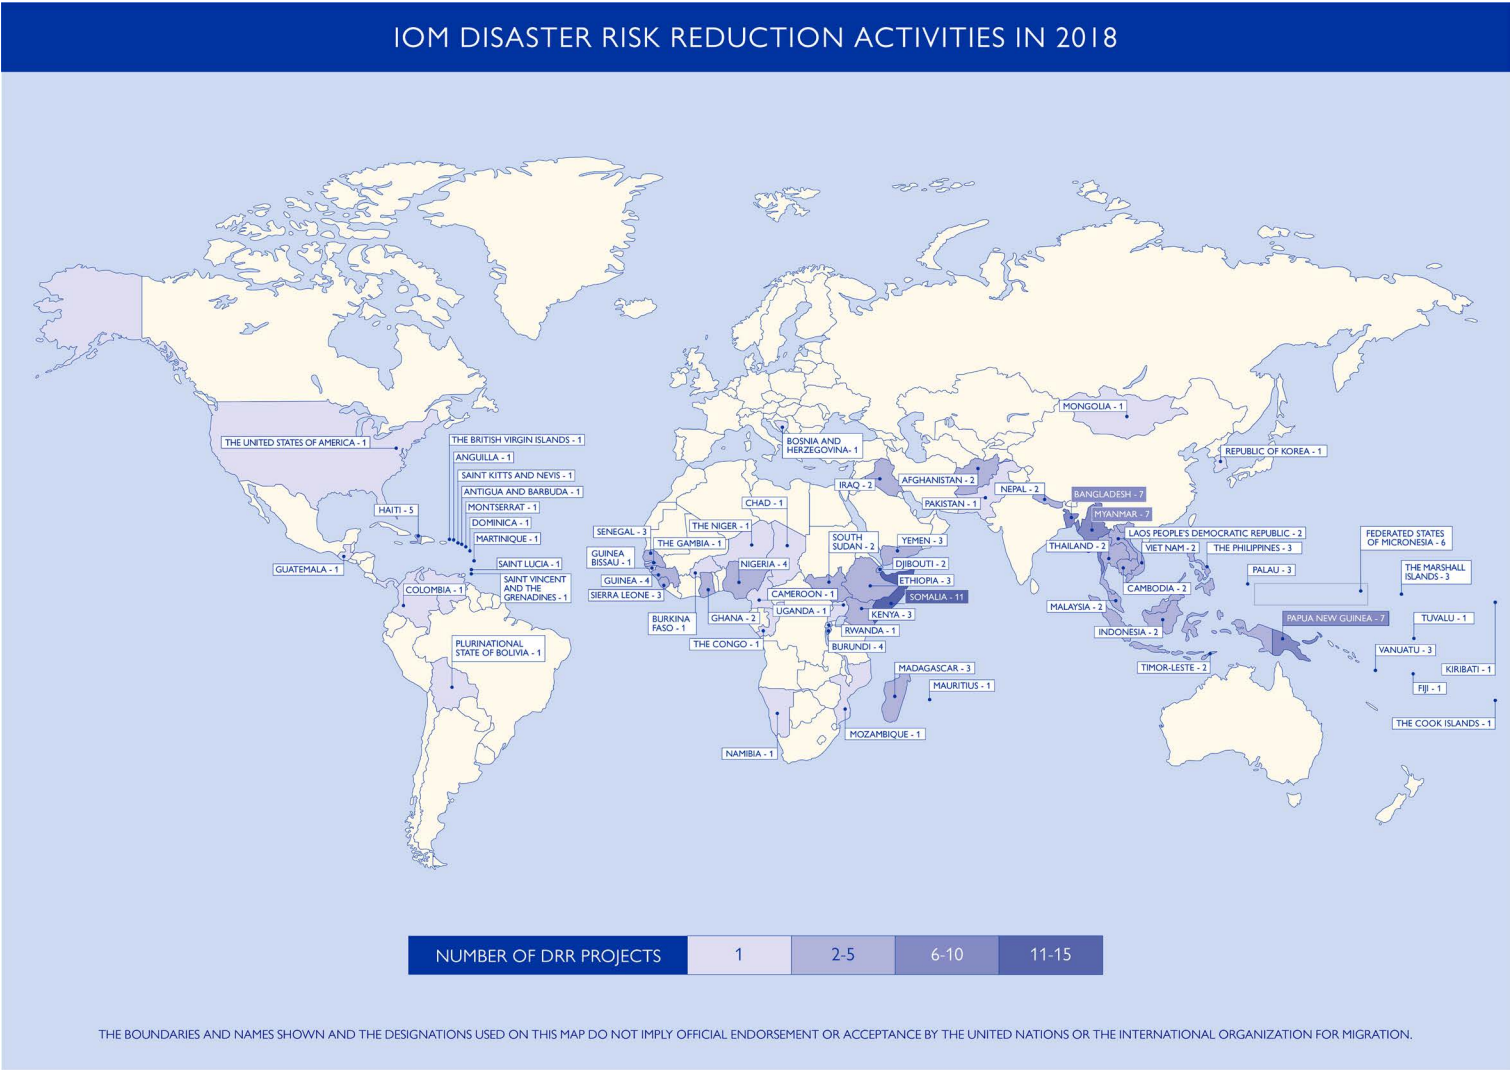 IOM DISASTER RISK REDUCTION ACTIVITIES IN 2018
MONGOLIA - 1
THE UNITED STATES OF AMERICA - 1
THE BRITISH VIRGIN ISLANDS - 1
ANGUILLA - 1
SAINT KITTS AND NEVIS - 1
ANTIGUA AND BARBUDA - 1
MONTSERRAT - 1
DOMINICA - 1
MARTINIQUE - 1
HAITI - 5
GUATEMALA - 1
SAINT LUCIA - 1
SAINT VINCENT
AND THE
GRENADINES - 1
COLOMBIA - 1
PLURINATIONAL
STATE OF BOLIVIA - 1
BOSNIA AND
HERZEGOVINA- 1
IRAQ - 2
AFGHANISTAN - 2
PAKISTAN - 1
NEPAL - 2
BANGLADESH - 7
MYANMAR - 7
REPUBLIC OF KOREA - 1
CHAD - 1
THE NIGER - 1
SENEGAL - 3
THE GAMBIA - 1
GUINEA
BISSAU - 1
GUINEA - 4
SIERRA LEONE - 3
NIGERIA - 4
SOUTH
SUDAN - 2
YEMEN - 3
DJIBOUTI - 2
ETHIOPIA - 3
SOMALIA - 11
CAMEROON - 1
UGANDA - 1
KENYA - 3
BURKINA
FASO - 1
GHANA - 2
RWANDA - 1
THE CONGO - 1
BURUNDI - 4
MADAGASCAR - 3
MAURITIUS - 1
MOZAMBIQUE - 1
NAMIBIA - 1
LAOS PEOPLE'S DEMOCRATIC REPUBLIC - 2
THAILAND - 2
VIET NAM - 2
THE PHILIPPINES - 3
CAMBODIA - 2
MALAYSIA - 2
INDONESIA - 2
TIMOR-LESTE - 2
PALAU - 3
FEDERATED STATES
OF MICRONESIA - 6
THE MARSHALL
ISLANDS - 3
PAPUA NEW GUINEA - 7
TUVALU - 1
VANUATU - 3
KIRIBATI - 1
FIJI - 1
THE COOK ISLANDS - 1
NUMBER OF DRR PROJECTS
1
2-5
6-10
11-15
THE BOUNDARIES AND NAMES SHOWN AND THE DESIGNATIONS USED ON THIS MAP DO NOT IMPLY OFFICIAL ENDORSEMENT OR ACCEPTANCE BY THE UNITED NATIONS OR THE INTERNATIONAL ORGANIZATION FOR MIGRATION.